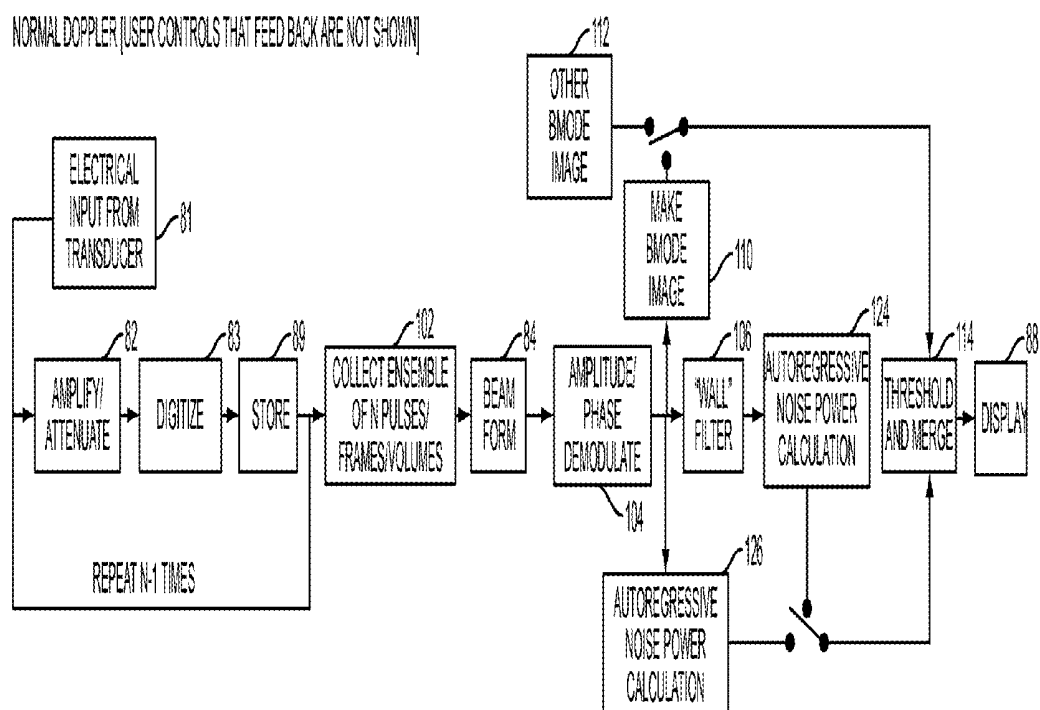 NORMAL DOPPLER [USER CONTROLS THAT FEED BACK ARE NOT SHOWN]
112
OTHER
BMODE
IMAGE
ELECTRICAL
INPUT FROM
TRANSDUCER
81
MAKE
BMODE
IMAGE
110
82
AMPLIFY/
ATTENUATE
83
DIGITIZE
89
STORE
102
COLLECT ENSEMBLE
OF N PULSES/
FRAMES/VOLUMES
84
BEAM
FORM
AMPLITUDE/
PHASE
DEMODULATE
104
106
"WALL"
FILTER
124
AUTOREGRESSIVE
NOISE POWER
CALCULATION
114
THRESHOLD
AND MERGE
88
DISPLAY
REPEAT N-1 TIMES
126
AUTOREGRESSIVE
NOISE POWER
CALCULATION